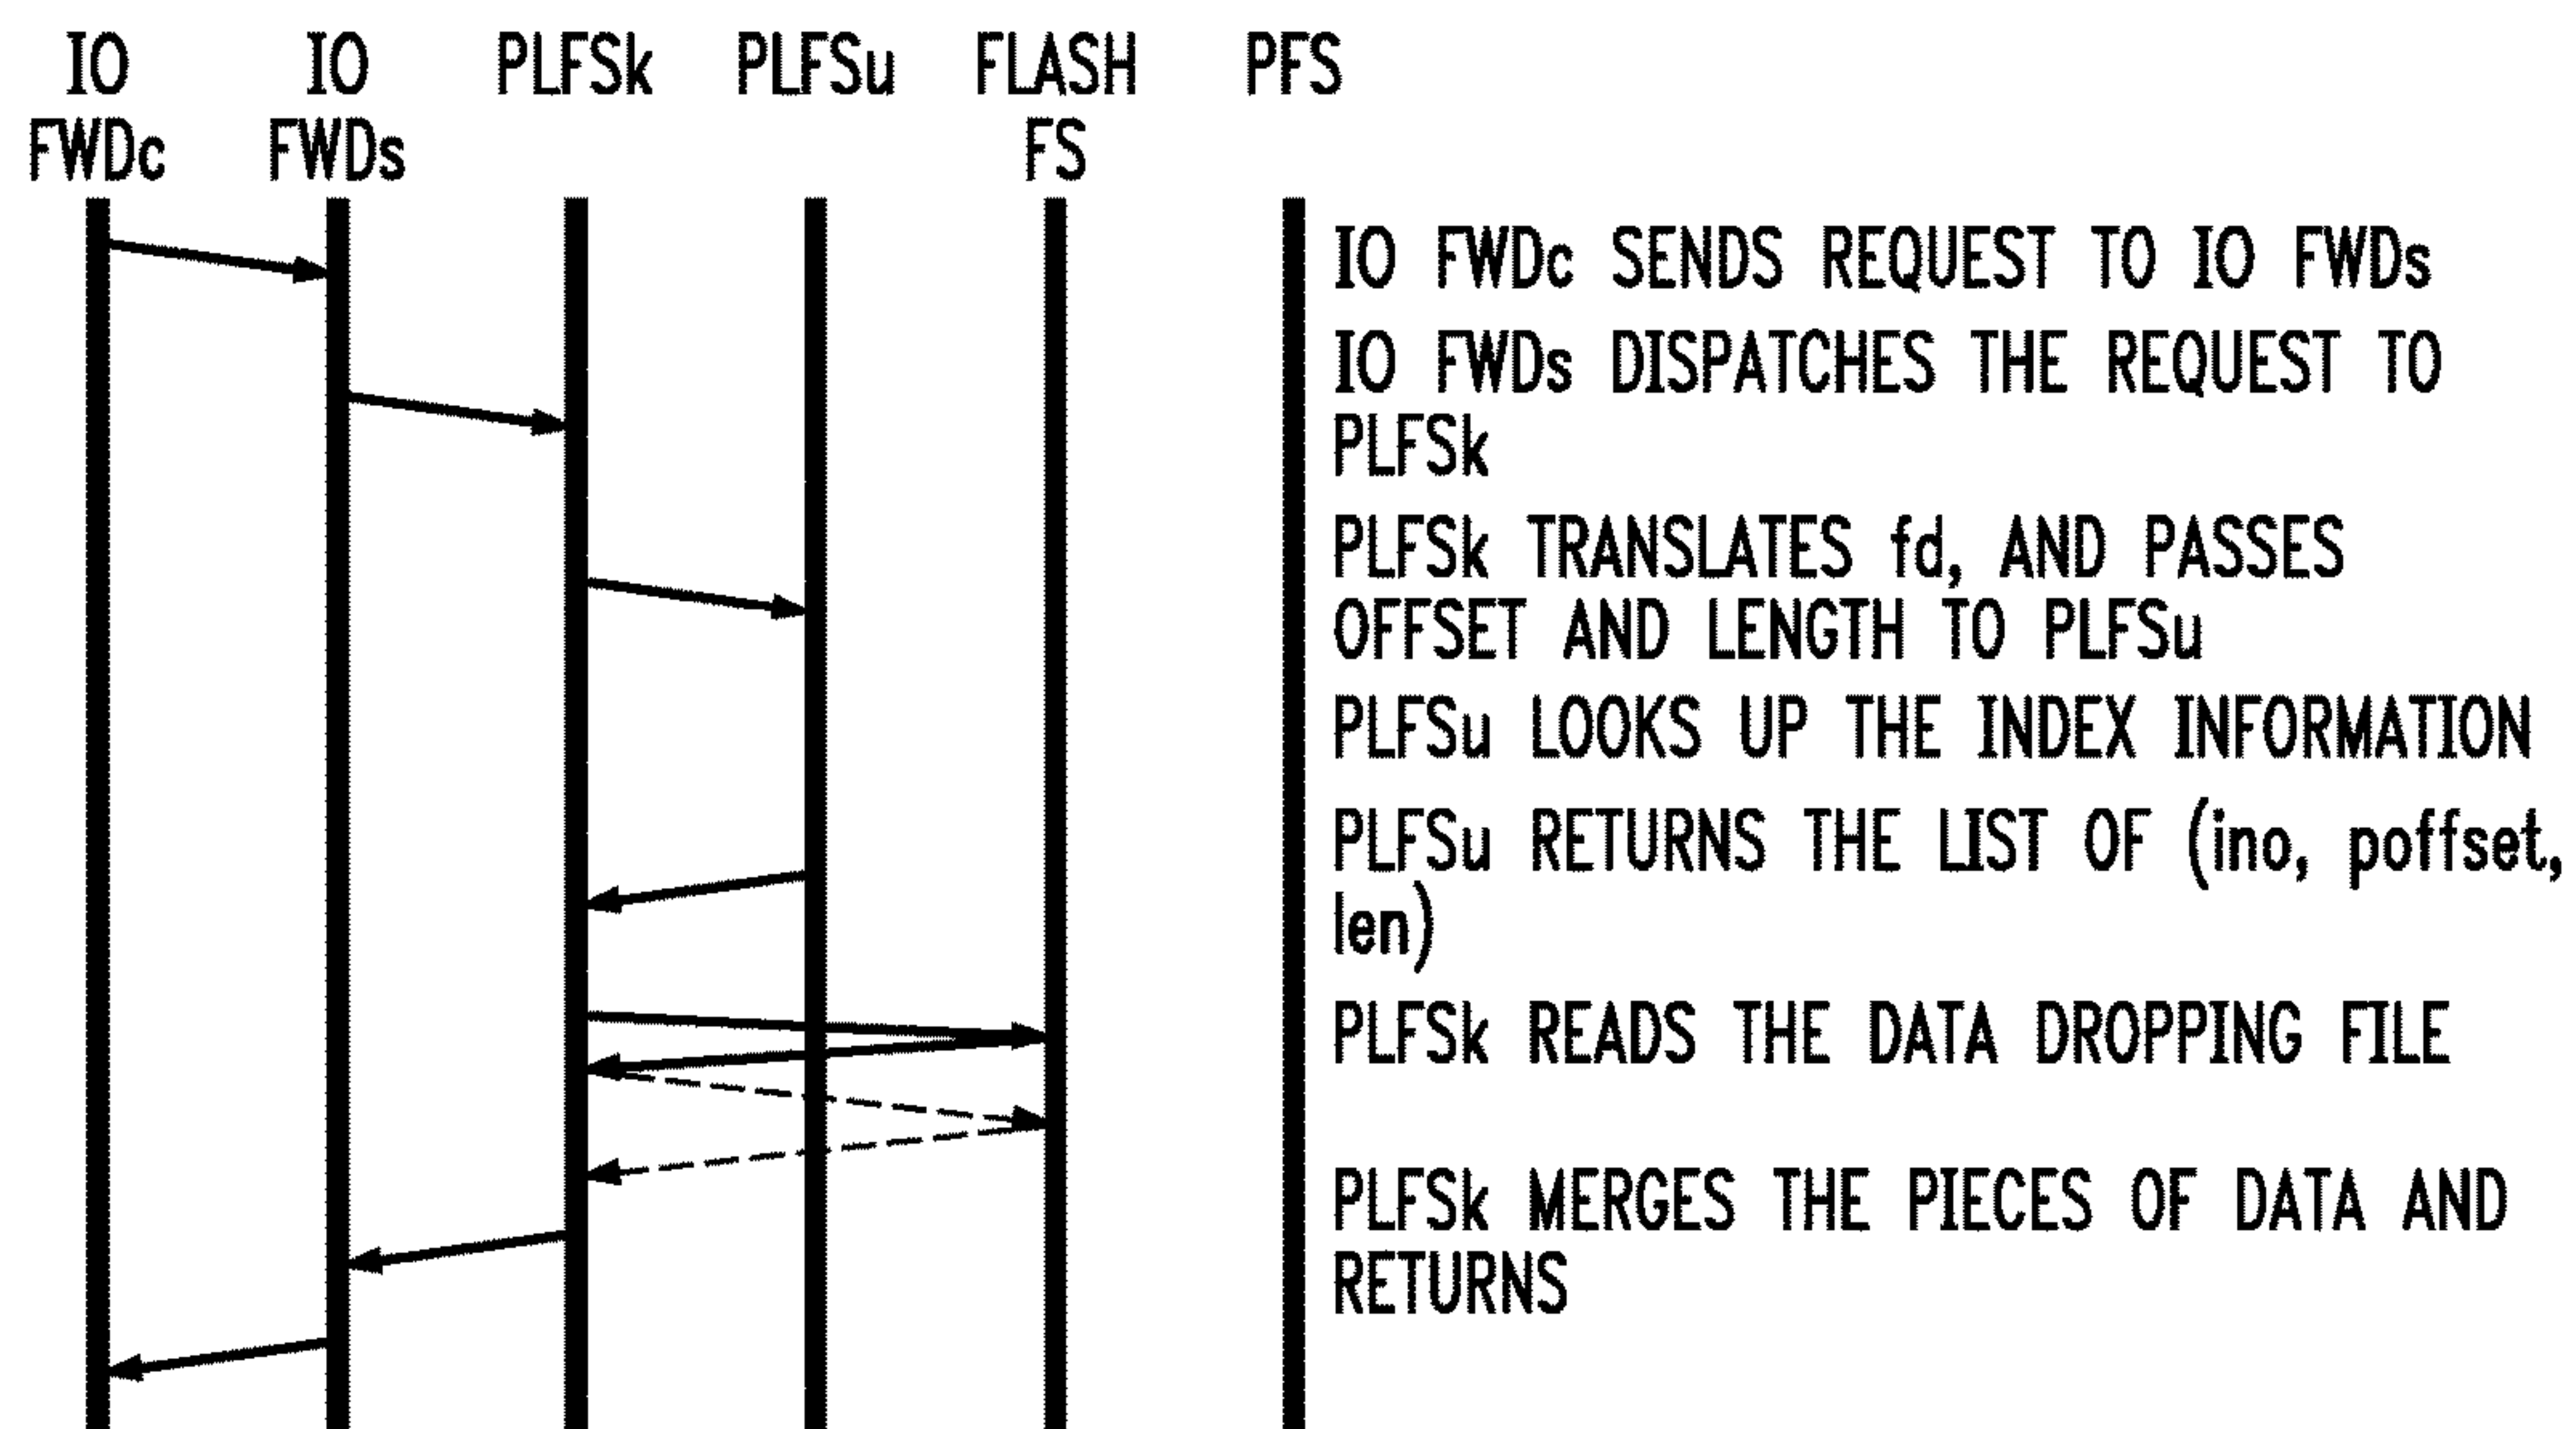 IO IO PLFSk PLFSu FLASH PFS
FWDc FWDs FS
IO FWDc SENDS REQUEST TO IO FWDs
IO FWDs DISPATCHES THE REQUEST TO
PLFSk
PLFSk TRANSLATES fd, AND PASSES
OFFSET AND LENGTH TO PLFSu
PLFSu LOOKS UP THE INDEX INFORMATION
PLFSu RETURNS THE LIST OF (ino, poffset,
len)
PLFSk READS THE DATA DROPPING FILE
PLFSk MERGES THE PIECES OF DATA AND
RETURNS